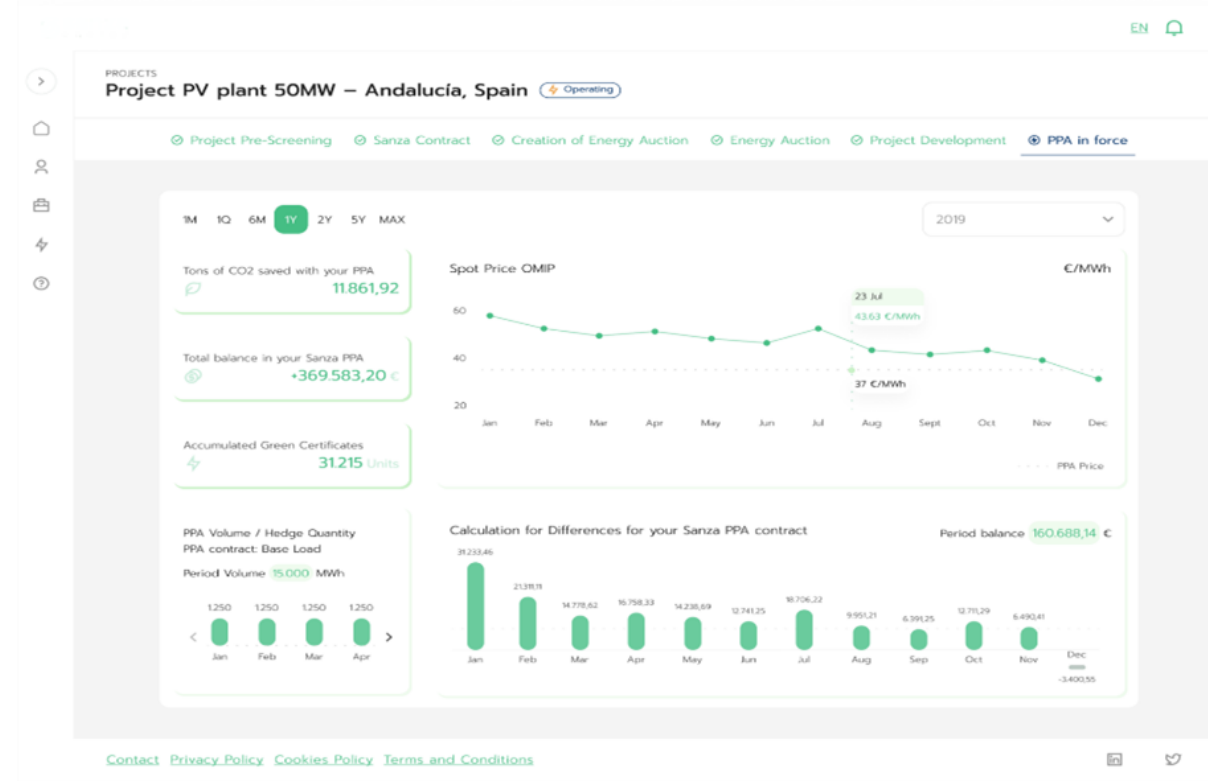 EN
PROJECTS
Project PV plant 50MW – Andalucía, Spain
Operating
Project Pre-Screening Sanza Contract Creation of Energy Auction Energy Auction Project Development PPA in force
1M 1Q 6M 1Y 2Y 5Y MAX
2019
Tons of CO2 saved with your PPA
11.861,92
Total balance in your Sanza PPA
+369.583,20 €
Accumulated Green Certificates
31.215 Units
Spot Price OMIP €/MWh
23 Jul
43.63 €/MWh
60
40
20
37 €/MWh
Jan Feb Mar Apr May Jun Jul Aug Sept Oct Nov Dec
PPA Price
PPA Volume / Hedge Quantity
PPA contract: Base Load
Period Volume 15.000 MWh
1.250 1.250 1.250 1.250
Jan Feb Mar Apr
Calculation for Differences for your Sanza PPA contract
Period balance 160.688,14 €
31.233,46
21.311,11
14.778,62
16.758,33
14.238,69
12.741,25
18.706,22
9.951,21
6.391,25
12.711,29
6.490,41
Jan Feb Mar Apr May Jun Jul Aug Sep Oct Nov Dec
-3.400,55
Contact Privacy Policy Cookies Policy Terms and Conditions